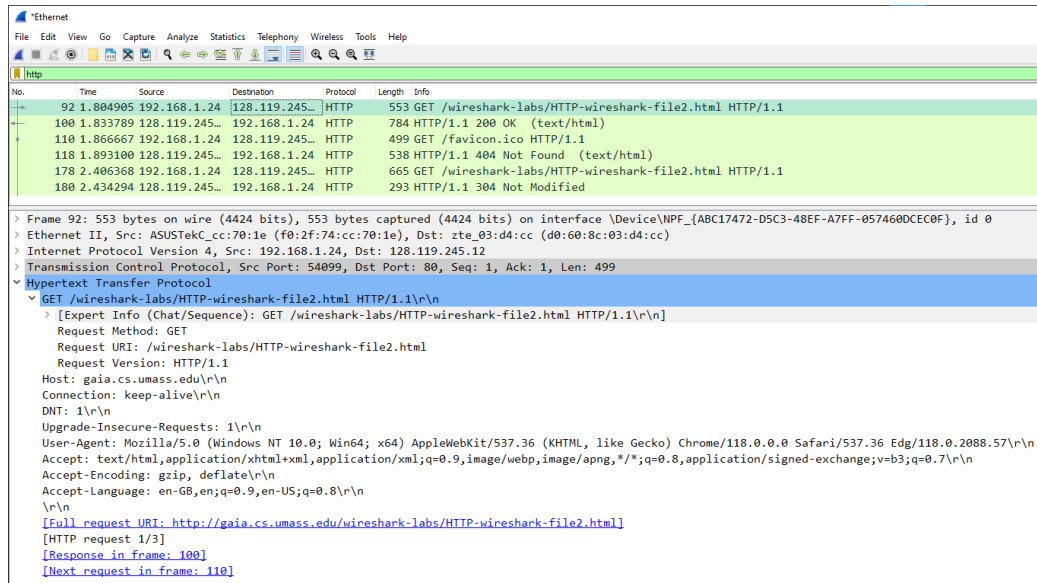 *Ethernet
File Edit View Go Capture Analyze Statistics Telephony Wireless Tools Help
http
No. Time Source Destination Protocol Length Info
92 1.804905 192.168.1.24 128.119.245… HTTP 553 GET /wireshark-labs/HTTP-wireshark-file2.html HTTP/1.1
100 1.833789 128.119.245… 192.168.1.24 HTTP 784 HTTP/1.1 200 OK (text/html)
110 1.866667 192.168.1.24 128.119.245… HTTP 499 GET /favicon.ico HTTP/1.1
118 1.893100 128.119.245… 192.168.1.24 HTTP 538 HTTP/1.1 404 Not Found (text/html)
178 2.406368 192.168.1.24 128.119.245… HTTP 665 GET /wireshark-labs/HTTP-wireshark-file2.html HTTP/1.1
180 2.434294 128.119.245… 192.168.1.24 HTTP 293 HTTP/1.1 304 Not Modified
> Frame 92: 553 bytes on wire (4424 bits), 553 bytes captured (4424 bits) on interface \Device\NPF_{ABC17472-D5C3-48EF-A7FF-057460DCEC0F}, id 0
> Ethernet II, Src: ASUSTekC_cc:70:1e (f0:2f:74:cc:70:1e), Dst: zte_03:d4:cc (d0:60:8c:03:d4:cc)
> Internet Protocol Version 4, Src: 192.168.1.24, Dst: 128.119.245.12
> Transmission Control Protocol, Src Port: 54099, Dst Port: 80, Seq: 1, Ack: 1, Len: 499
Hypertext Transfer Protocol
GET /wireshark-labs/HTTP-wireshark-file2.html HTTP/1.1\r\n
> [Expert Info (Chat/Sequence): GET /wireshark-labs/HTTP-wireshark-file2.html HTTP/1.1\r\n]
Request Method: GET
Request URI: /wireshark-labs/HTTP-wireshark-file2.html
Request Version: HTTP/1.1
Host: gaia.cs.umass.edu\r\n
Connection: keep-alive\r\n
DNT: 1\r\n
Upgrade-Insecure-Requests: 1\r\n
User-Agent: Mozilla/5.0 (Windows NT 10.0; Win64; x64) AppleWebKit/537.36 (KHTML, like Gecko) Chrome/118.0.0.0 Safari/537.36 Edg/118.0.2088.57\r\n
Accept: text/html,application/xhtml+xml,application/xml;q=0.9,image/webp,image/apng,*/*;q=0.8,application/signed-exchange;v=b3;q=0.7\r\n
Accept-Encoding: gzip, deflate\r\n
Accept-Language: en-GB,en;q=0.9,en-US;q=0.8\r\n
\r\n
[Full request URI: http://gaia.cs.umass.edu/wireshark-labs/HTTP-wireshark-file2.html]
[HTTP request 1/3]
[Response in frame: 100]
[Next request in frame: 110]